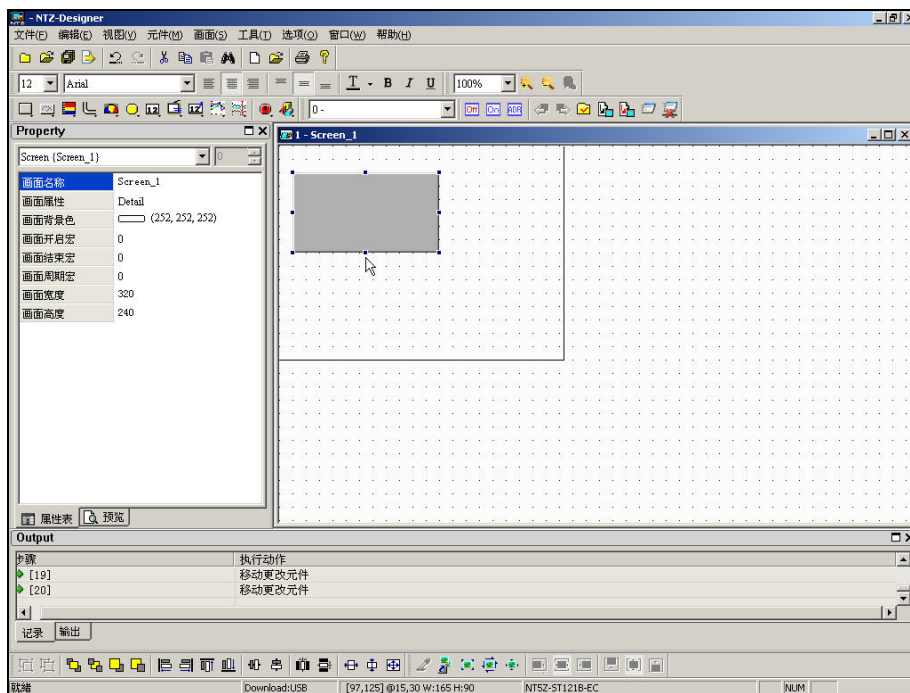 - NTZ-Designer
文件(F) 编辑(E) 视图(V) 元件(M) 画面(S) 工具(T) 选项(O) 窗口(W) 帮助(H)
12 Arial B I U 100%
0 - Off On ADR
Property
1 - Screen_1
Screen {Screen_1} 0
画面名称 Screen_1
画面属性 Detail
画面背景色 (252, 252, 252)
画面开启宏 0
画面结束宏 0
画面周期宏 0
画面宽度 320
画面高度 240
属性表 预览
Output
步骤 执行动作
[19] 移动更改元件
[20] 移动更改元件
记录 输出
就绪 Download:USB [97,125] @15,30 W:165 H:90 NT5Z-ST121B-EC NUM